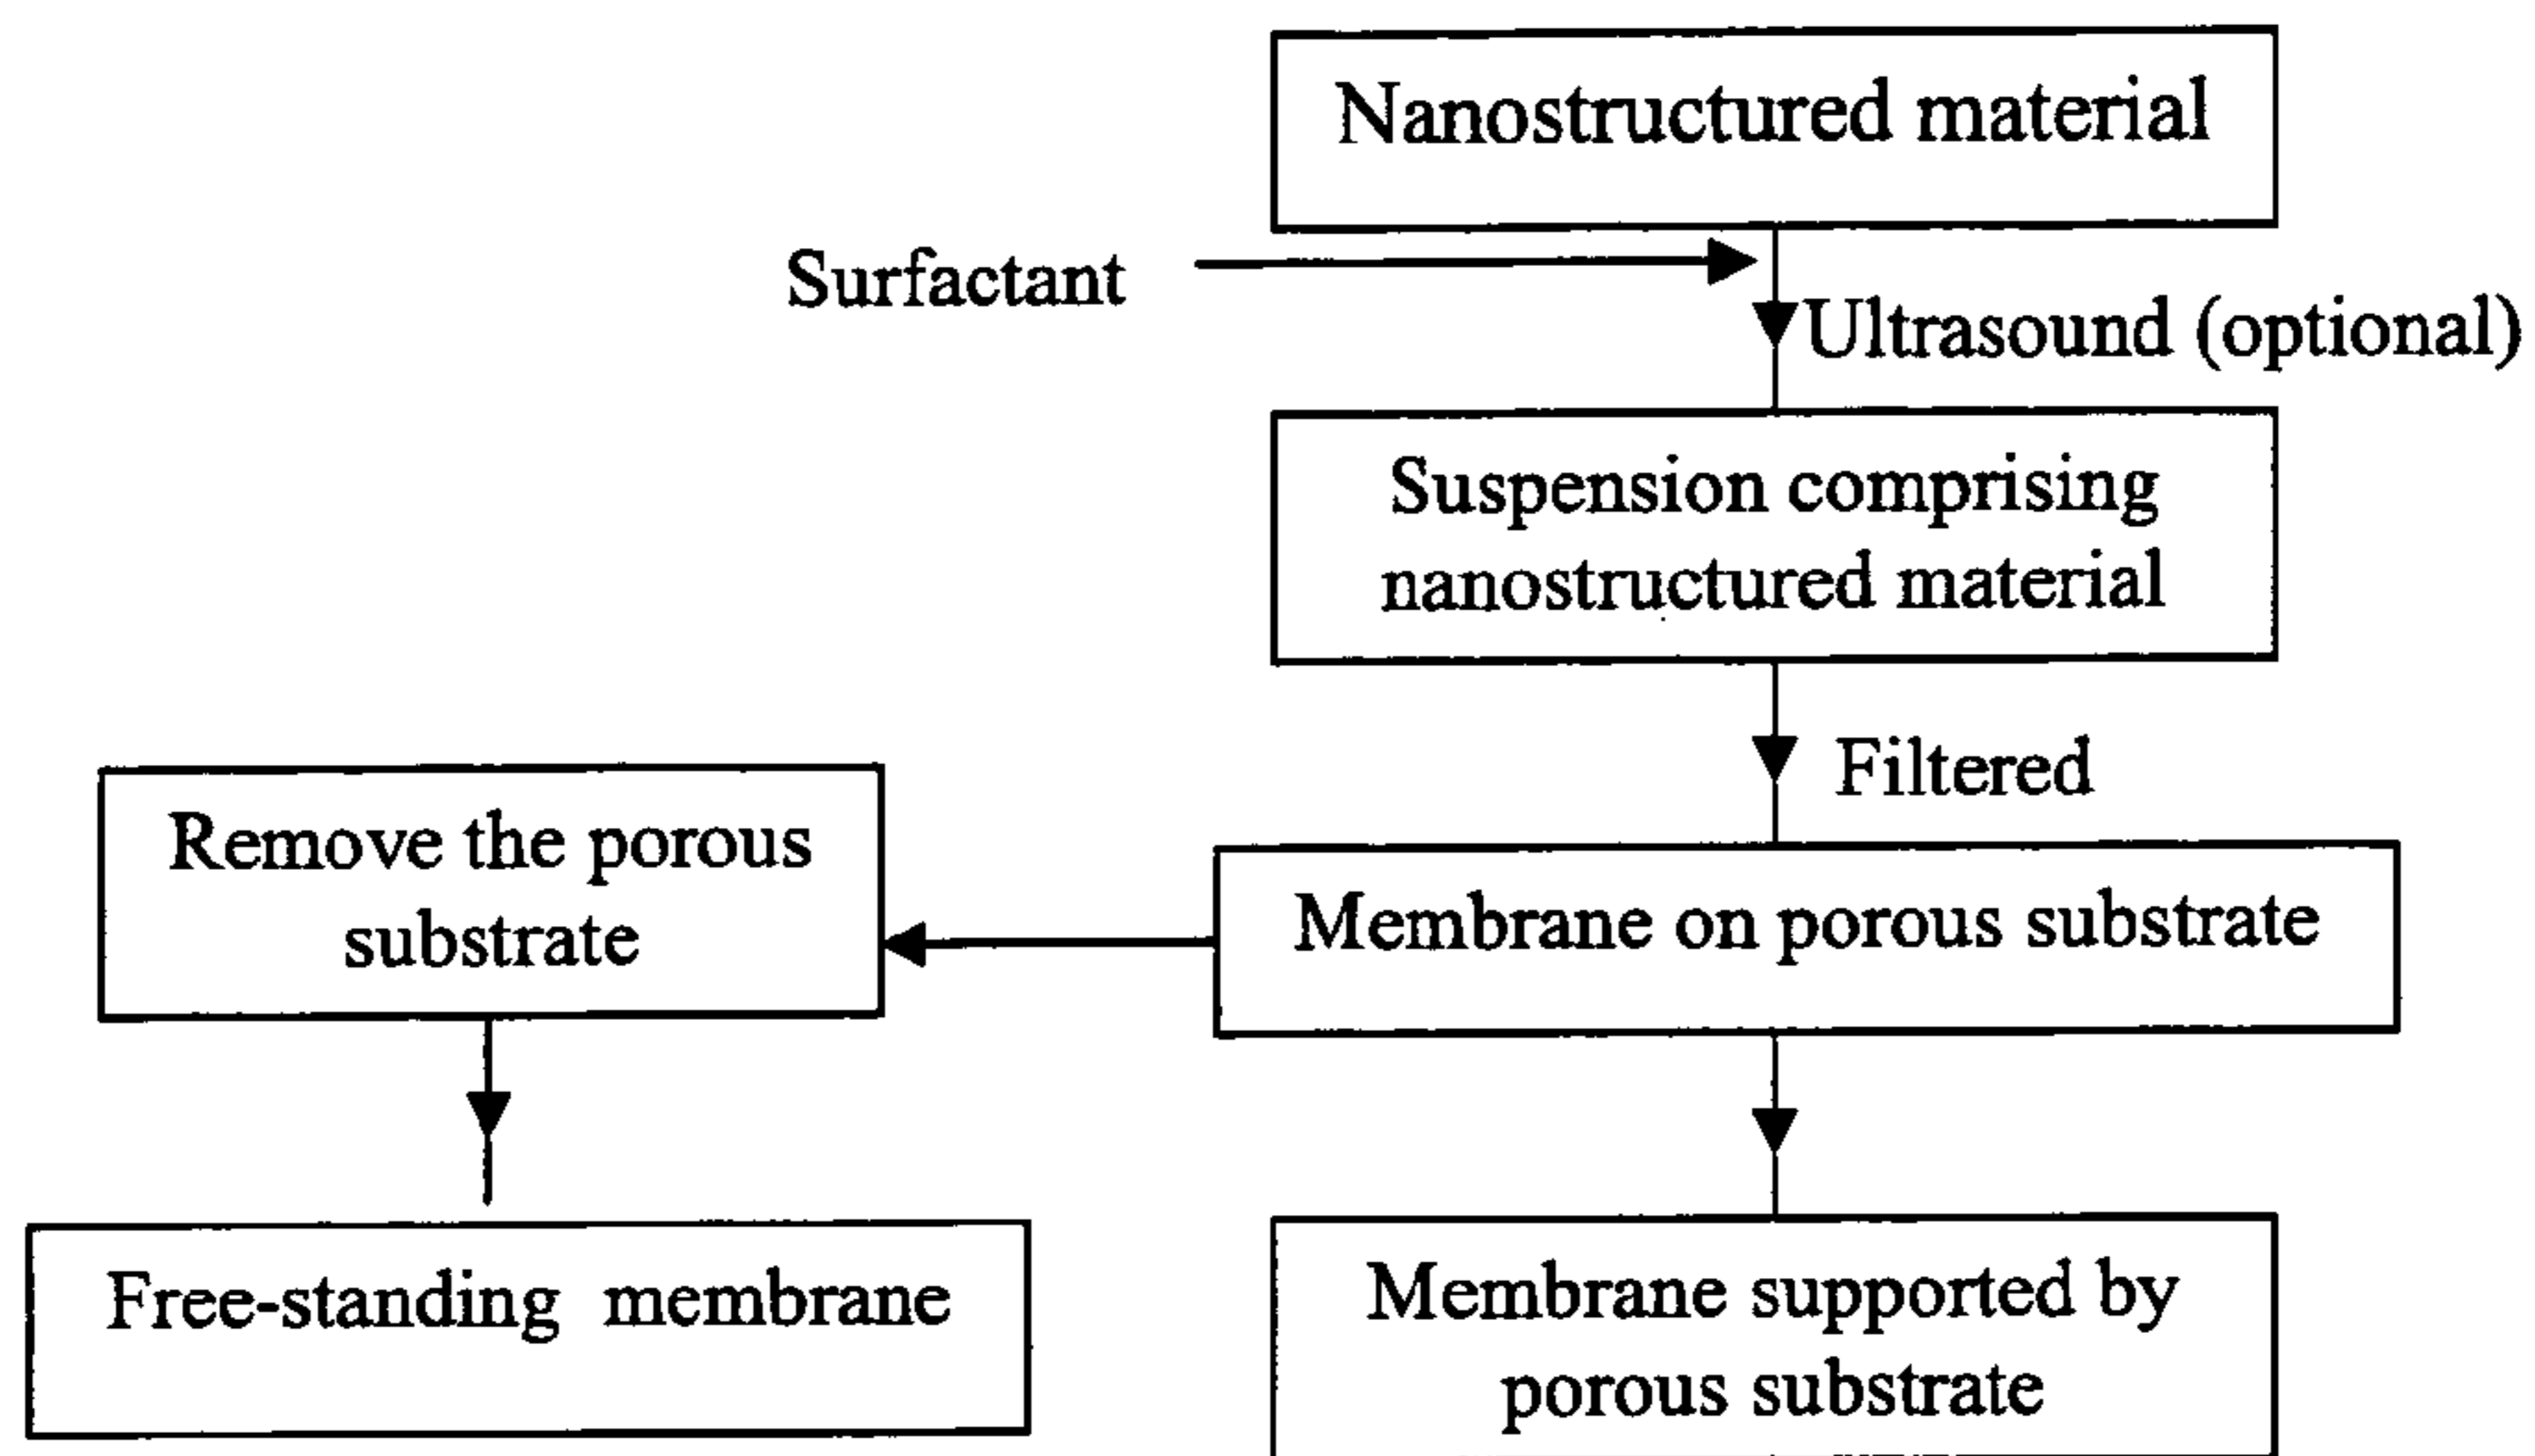 Nanostructured material
Surfactant
Ultrasound (optional)
Suspension comprising
nanostructured material
Filtered
Remove the porous
substrate
Membrane on porous substrate
Free-standing membrane
Membrane supported by
porous substrate